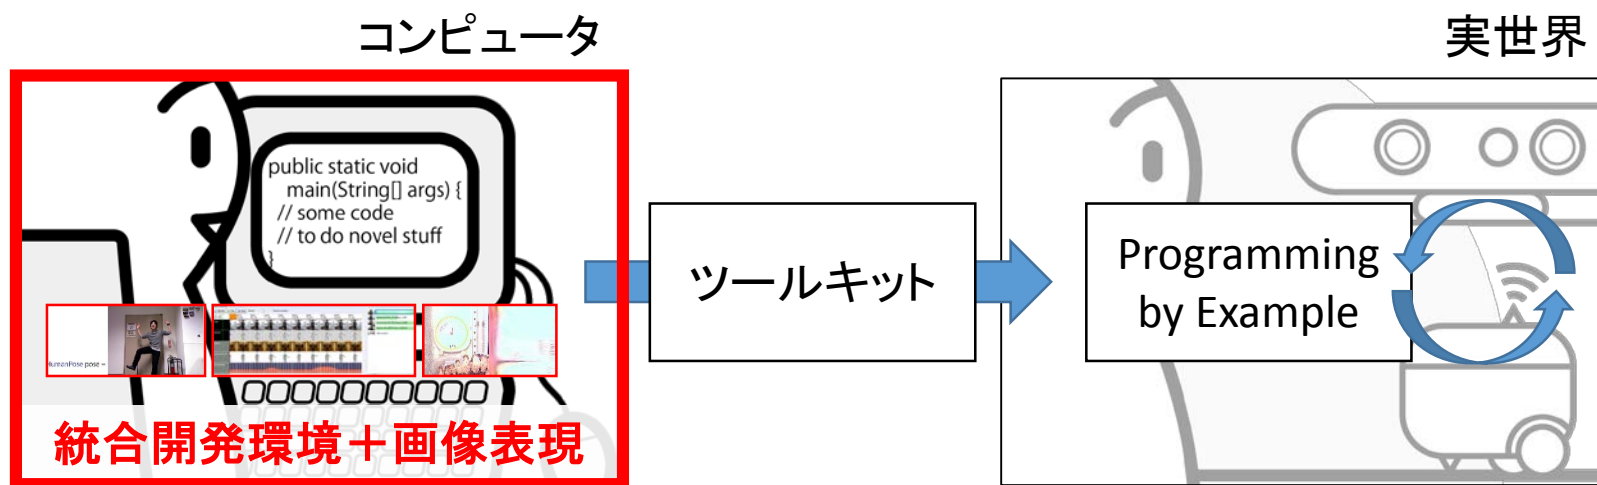 コンピュータ
実世界
public static void
main(String[] args) {
// some code
// to do novel stuff
}
HumanPose pose =
統合開発環境＋画像表現
ツールキット
Programming
by Example